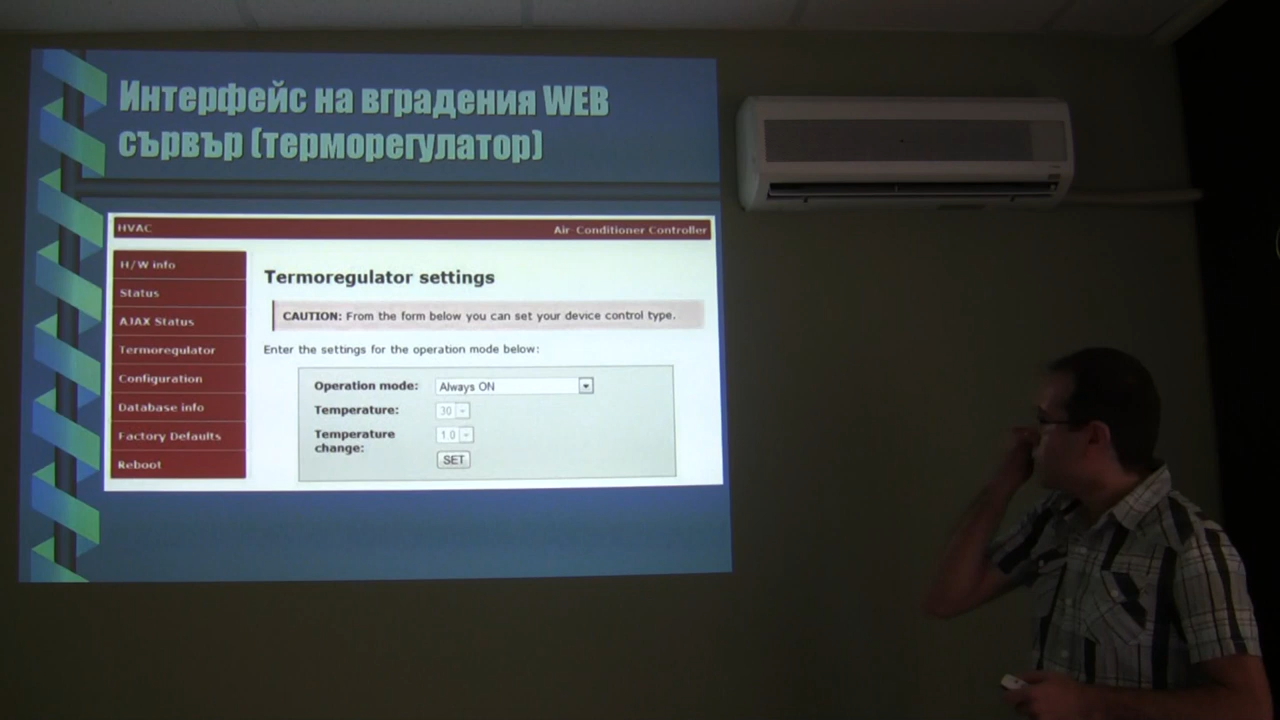 Интерфейс на вградения WEB
сървър (терморегулатор)
HVAC
Air Conditioner Controller
H/W info
Status
AJAX Status
Termoregulator
Configuration
Database info
Factory Defaults
Reboot
Termoregulator settings
CAUTION: From the form below you can set your device control type.
Enter the settings for the operation mode below:
Operation mode: Always ON
Temperature: 30
Temperature change: 1.0
SET